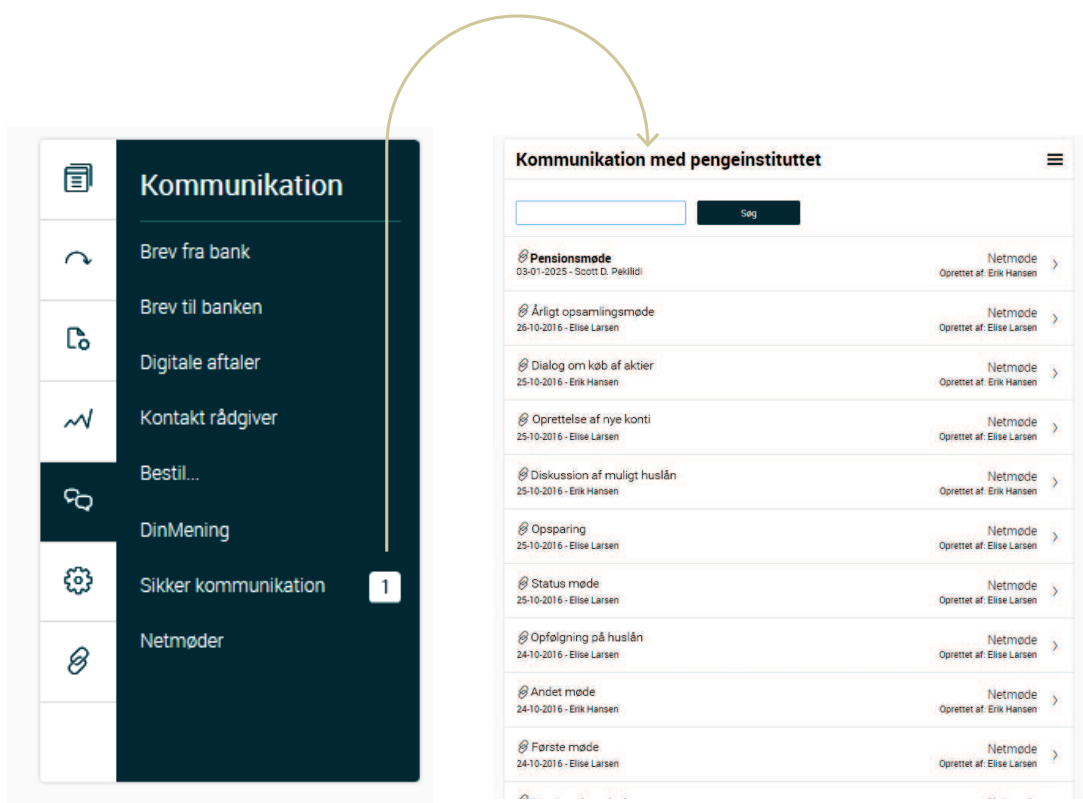 Kommunikation
Brev fra bank
Brev til banken
Digitale aftaler
Kontakt rådgiver
Bestil...
DinMening
Sikker kommunikation 1
Netmøder
Kommunikation med pengeinstituttet
Søg
Pensionsmøde Netmøde
03-01-2025 - Scott D. Pekilidi Oprettet af: Erik Hansen
Årligt opsamlingsmøde Netmøde
26-10-2016 - Elise Larsen Oprettet af: Elise Larsen
Dialog om køb af aktier Netmøde
25-10-2016 - Erik Hansen Oprettet af: Erik Hansen
Oprettelse af nye konti Netmøde
25-10-2016 - Elise Larsen Oprettet af: Elise Larsen
Diskussion af muligt huslån Netmøde
25-10-2016 - Erik Hansen Oprettet af: Erik Hansen
Opsparing Netmøde
25-10-2016 - Elise Larsen Oprettet af: Elise Larsen
Status møde Netmøde
25-10-2016 - Elise Larsen Oprettet af: Elise Larsen
Opfølgning på huslån Netmøde
24-10-2016 - Elise Larsen Oprettet af: Elise Larsen
Andet møde Netmøde
24-10-2016 - Erik Hansen Oprettet af: Erik Hansen
Første møde Netmøde
24-10-2016 - Elise Larsen Oprettet af: Elise Larsen